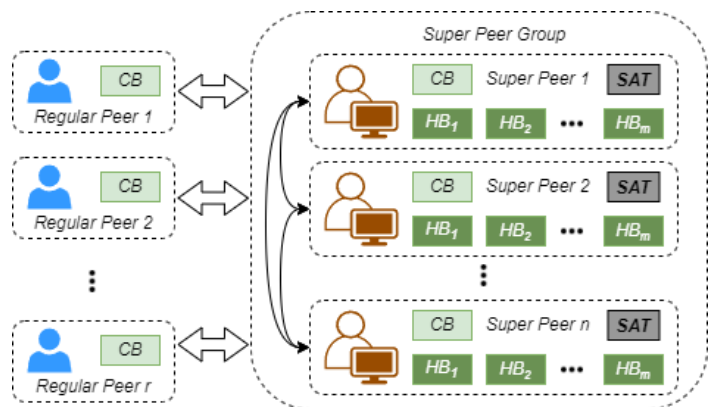 Super Peer Group
CB
Regular Peer 1
CB Super Peer 1 SAT
HB1 HB2 ••• HBm
CB
Regular Peer 2
CB Super Peer 2 SAT
HB1 HB2 ••• HBm
CB
Regular Peer r
CB Super Peer n SAT
HB1 HB2 ••• HBm